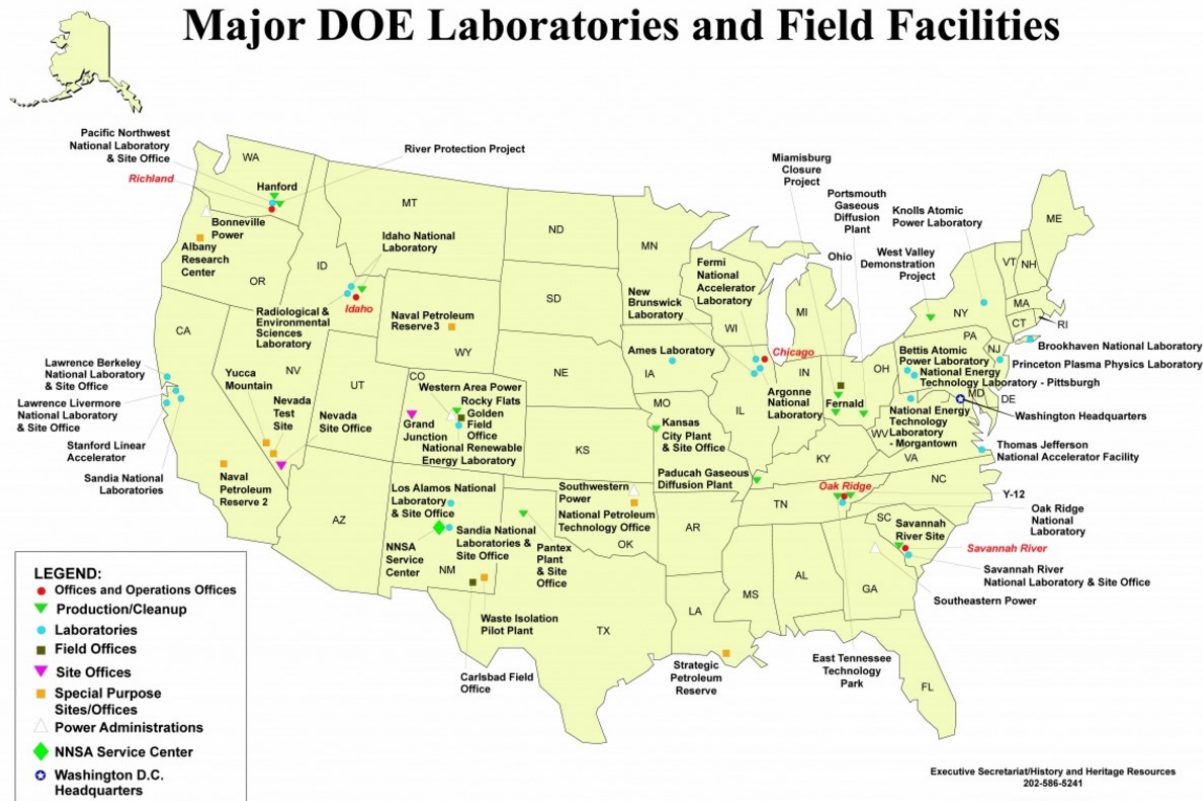 Major DOE Laboratories and Field Facilities
Pacific Northwest
National Laboratory
& Site Office
Richland
WA
Hanford
River Protection Project
Bonneville
Power
Albany
Research
Center
OR
MT
ID
Idaho National
Laboratory
Radiological &
Environmental
Sciences
Laboratory
Idaho
ND
SD
MN
Naval Petroleum
Reserve 3
WY
NE
CA
NV
UT
CO
Lawrence Berkeley
National Laboratory
& Site Office
Lawrence Livermore
National Laboratory
& Site Office
Stanford Linear
Accelerator
Sandia National
Laboratories
Yucca
Mountain
Nevada
Test
Site
Nevada
Site Office
Naval
Petroleum
Reserve 2
Western Area Power
Rocky Flats
Golden
Field
Office
Grand
Junction
National Renewable
Energy Laboratory
KS
AZ
Los Alamos National
Laboratory
& Site Office
NNSA
Service
Center
Sandia National
Laboratories &
Site Office
NM
Pantex
Plant
& Site
Office
Waste Isolation
Pilot Plant
Carlsbad Field
Office
TX
Southwestern
Power
National Petroleum
Technology Office
OK
AR
LA
MS
AL
GA
FL
Strategic
Petroleum
Reserve
Miamisburg
Closure
Project
Portsmouth
Gaseous
Diffusion
Plant
Ohio
Knolls Atomic
Power Laboratory
West Valley
Demonstration
Project
Fermi
National
Accelerator
Laboratory
New
Brunswick
Laboratory
WI
MI
Ames Laboratory
IA
Chicago
Argonne
National
Laboratory
IL
IN
OH
Fernald
MO
Kansas
City Plant
& Site Office
Paducah Gaseous
Diffusion Plant
KY
TN
Oak Ridge
ME
VT
NH
NY
MA
CT
RI
PA
NJ
Brookhaven National Laboratory
Bettis Atomic
Power Laboratory
Princeton Plasma Physics Laboratory
National Energy
Technology Laboratory - Pittsburgh
MD
DE
Washington Headquarters
National Energy
Technology
Laboratory
- Morgantown
WV
VA
Thomas Jefferson
National Accelerator Facility
NC
Y-12
Oak Ridge
National
Laboratory
SC
Savannah
River Site
Savannah River
Savannah River
National Laboratory & Site Office
Southeastern Power
East Tennessee
Technology
Park
LEGEND:
Offices and Operations Offices
Production/Cleanup
Laboratories
Field Offices
Site Offices
Special Purpose
Sites/Offices
Power Administrations
NNSA Service Center
Washington D.C.
Headquarters
Executive Secretariat/History and Heritage Resources
202-586-5241